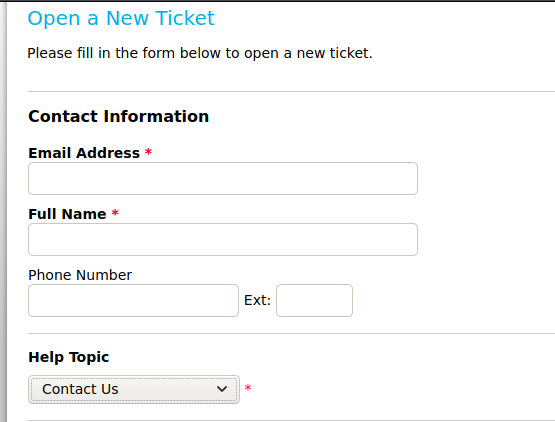 Open a New Ticket
Please fill in the form below to open a new ticket.
Contact Information
Email Address *
Full Name *
Phone Number
Ext:
Help Topic
Contact Us *